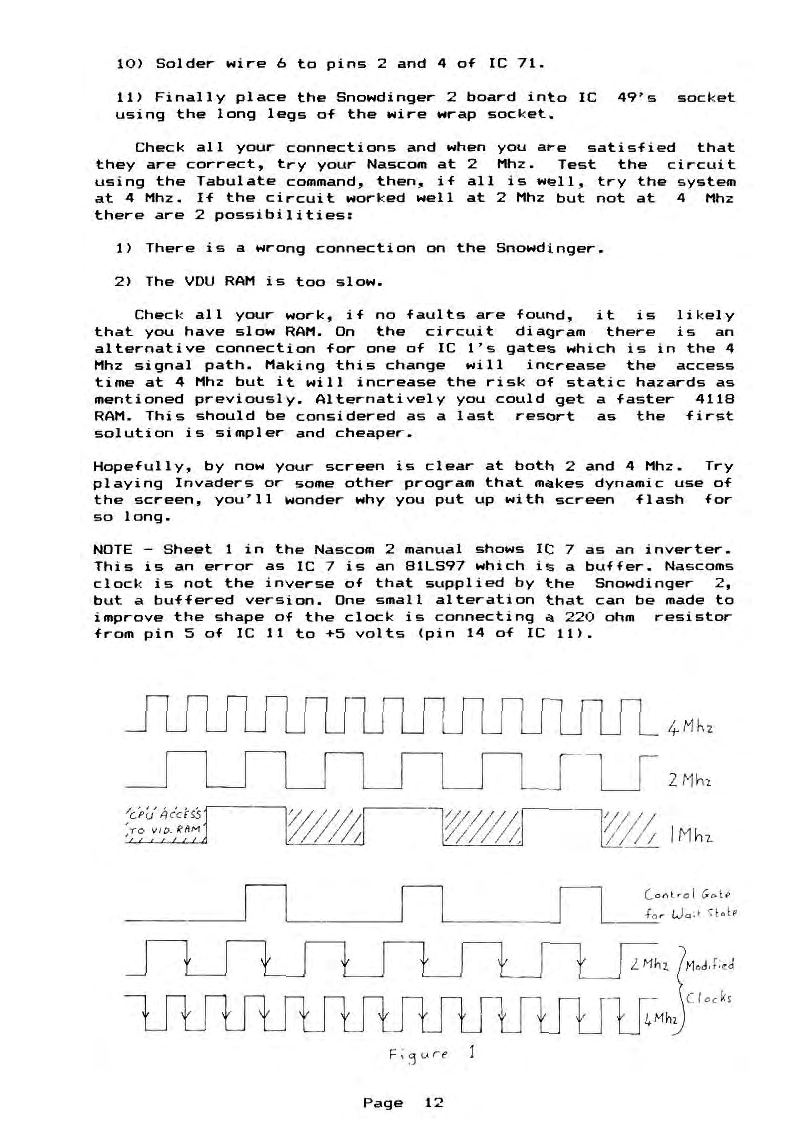 10) Solder wire 6 to pins 2 and 4 of IC 71.
11) Finally place the Snowdinger 2 board into IC 49's socket
using the long legs of the wire wrap socket.
Check all your connections and when you are satisfied that
they are correct, try your Nascom at 2 Mhz. Test the circuit
using the Tabulate command, then, if all is well, try the system
at 4 Mhz. If the circuit worked well at 2 Mhz but not at 4 Mhz
there are 2 possibilities:
1) There is a wrong connection on the Snowdinger.
2) The VDU RAM is too slow.
Check all your work, if no faults are found, it is likely
that you have slow RAM. On the circuit diagram there is an
alternative connection for one of IC 1's gates which is in the 4
Mhz signal path. Making this change will increase the access
time at 4 Mhz but it will increase the risk of static hazards as
mentioned previously. Alternatively you could get a faster 4118
RAM. This should be considered as a last resort as the first
solution is simpler and cheaper.
Hopefully, by now your screen is clear at both 2 and 4 Mhz. Try
playing Invaders or some other program that makes dynamic use of
the screen, you'll wonder why you put up with screen flash for
so long.
NOTE - Sheet 1 in the Nascom 2 manual shows IC 7 as an inverter.
This is an error as IC 7 is an 81LS97 which is a buffer. Nascoms
clock is not the inverse of that supplied by the Snowdinger 2,
but a buffered version. One small alteration that can be made to
improve the shape of the clock is connecting a 220 ohm resistor
from pin 5 of IC 11 to +5 volts (pin 14 of IC 11).
4 Mhz
2 Mhz
CPU ACCESS
TO VID. RAM
1 Mhz
Control Gate
for Wait State
2 Mhz
Modified
Clocks
4 Mhz
Figure 1
Page 12